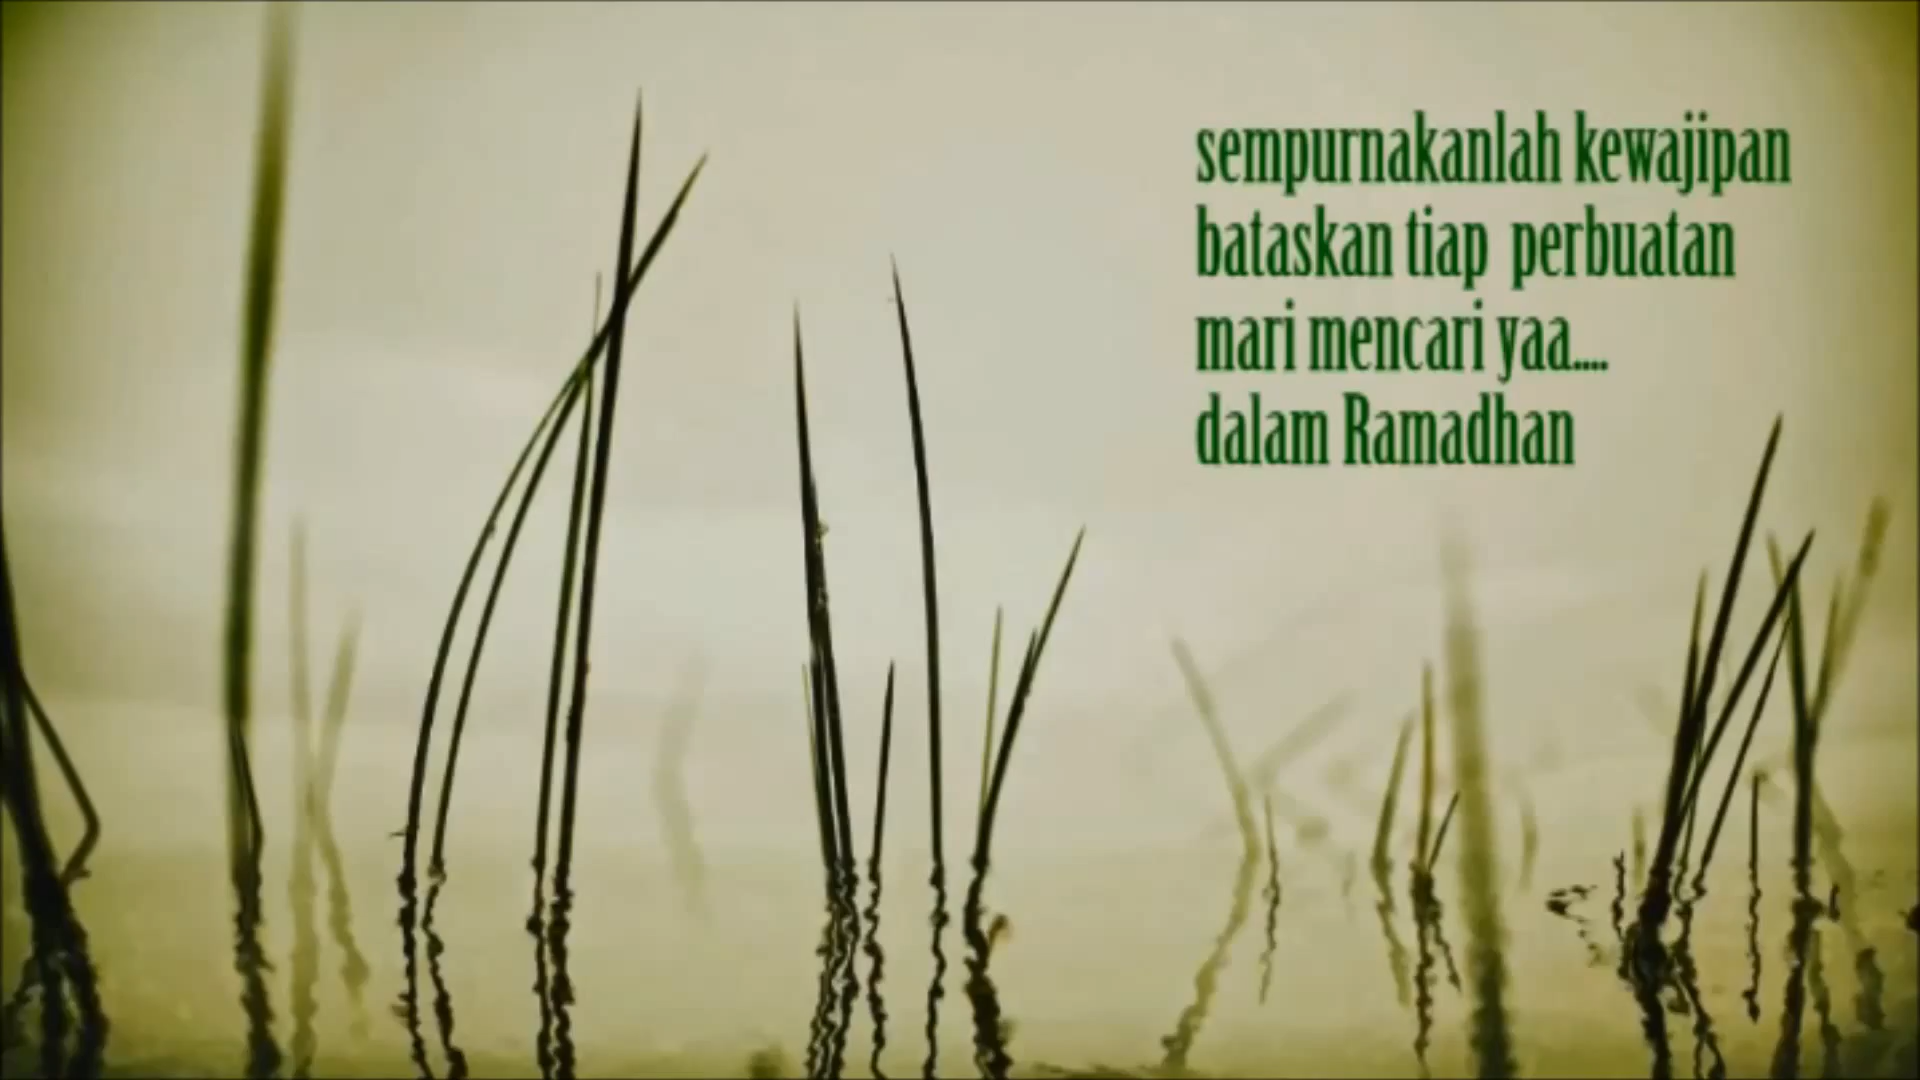 sempurnakanlah kewajipan
bataskan tiap perbuatan
mari mencari yaa....
dalam Ramadhan